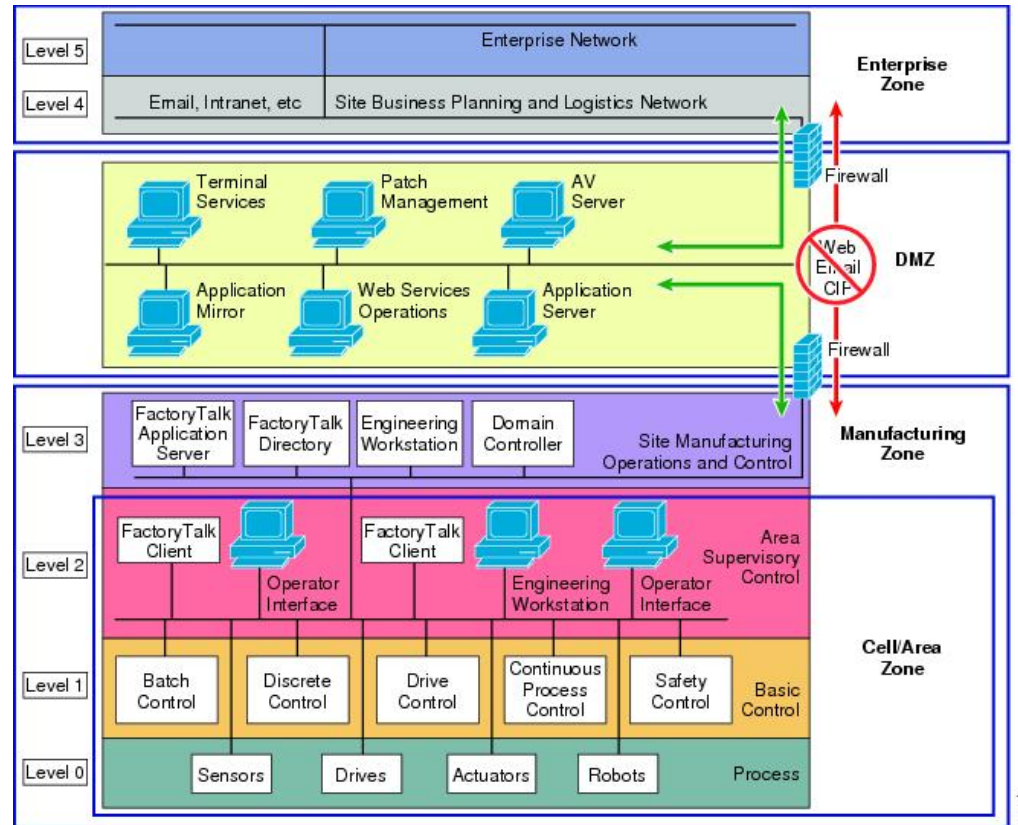 Level 5
Enterprise Network
Enterprise
Zone
Level 4
Email, Intranet, etc
Site Business Planning and Logistics Network
Terminal
Services
Patch
Management
AV
Server
Firewall
Web
Email
CIP
DMZ
Application
Mirror
Web Services
Operations
Application
Server
Firewall
Level 3
FactoryTalk
Application
Server
FactoryTalk
Directory
Engineering
Workstation
Domain
Controller
Site Manufacturing
Operations and Control
Manufacturing
Zone
Level 2
FactoryTalk
Client
Operator
Interface
FactoryTalk
Client
Engineering
Workstation
Operator
Interface
Area
Supervisory
Control
Cell/Area
Zone
Level 1
Batch
Control
Discrete
Control
Drive
Control
Continuous
Process
Control
Safety
Control
Basic
Control
Level 0
Sensors
Drives
Actuators
Robots
Process